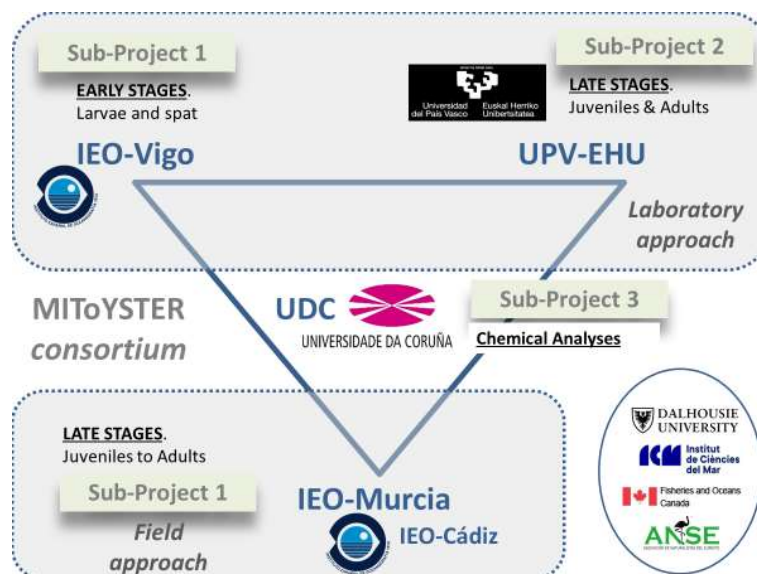 Sub-Project 1
EARLY STAGES.
Larvae and spat
IEO-Vigo
Sub-Project 2
Universidad del País Vasco
Euskal Herriko Unibertsitatea
LATE STAGES.
Juveniles & Adults
UPV-EHU
Laboratory
approach
MIToYSTER
consortium
UDC
UNIVERSIDADE DA CORUÑA
Sub-Project 3
Chemical Analyses
LATE STAGES.
Juveniles to Adults
Sub-Project 1
Field
approach
IEO-Murcia
IEO-Cádiz
DALHOUSIE
UNIVERSITY
ICM
Institut
de Ciències
del Mar
Fisheries and Oceans
Canada
ANSE